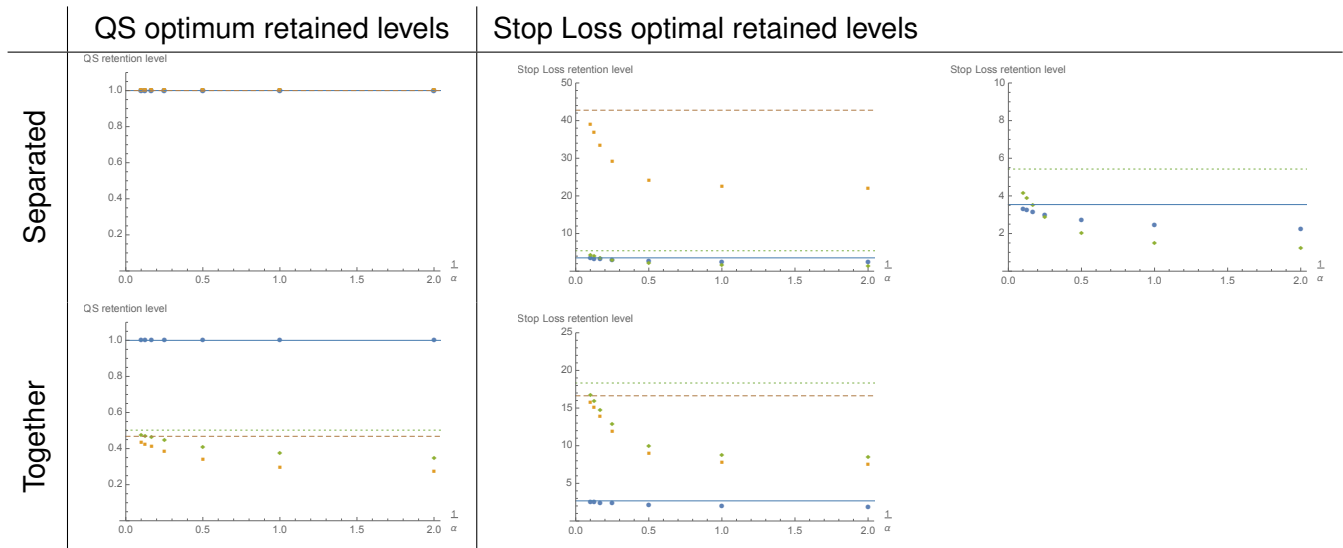 QS optimum retained levels
Stop Loss optimal retained levels
Separated
QS retention level
1.0
0.8
0.6
0.4
0.2
0.0 0.5 1.0 1.5 2.0
1/α
Stop Loss retention level
50
40
30
20
10
0.0 0.5 1.0 1.5 2.0
1/α
Stop Loss retention level
10
8
6
4
2
0.0 0.5 1.0 1.5 2.0
1/α
Together
QS retention level
1.0
0.8
0.6
0.4
0.2
0.0 0.5 1.0 1.5 2.0
1/α
Stop Loss retention level
25
20
15
10
5
0.0 0.5 1.0 1.5 2.0
1/α